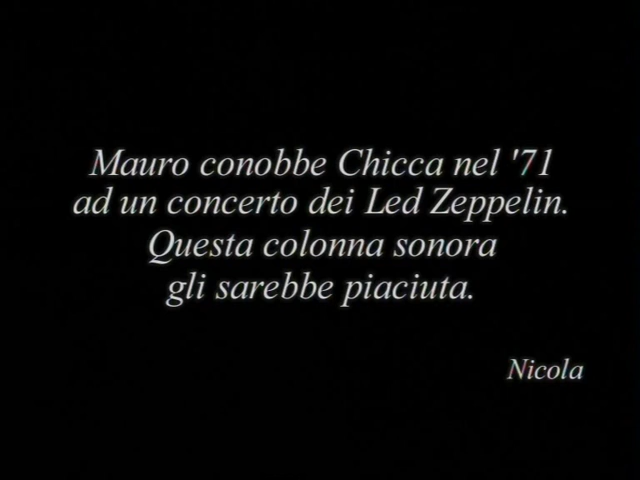 Mauro conobbe Chicca nel '71
ad un concerto dei Led Zeppelin.
Questa colonna sonora
gli sarebbe piaciuta.
Nicola